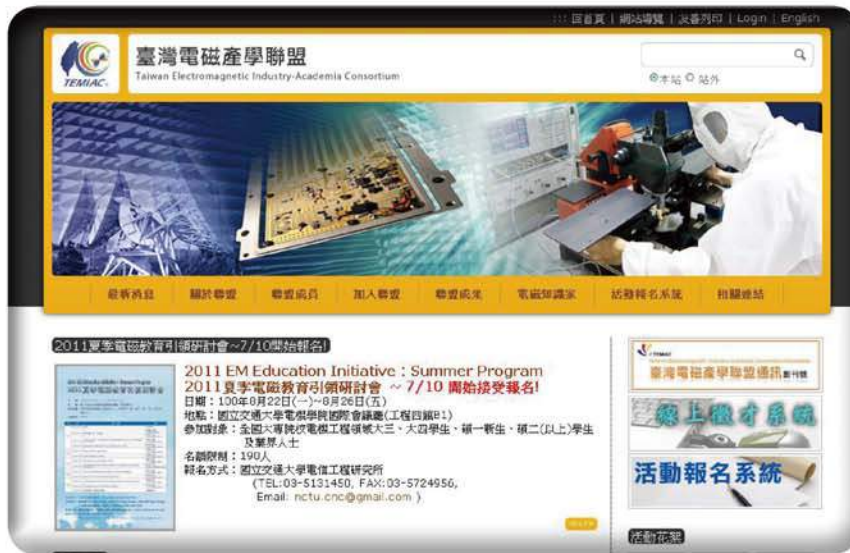 ::: 回首頁 | 網站導覽 | 友善列印 | Login | English
TEMIAC
臺灣電磁產學聯盟
Taiwan Electromagnetic Industry-Academia Consortium
本站 站外
最新消息 關於聯盟 聯盟成員 加入聯盟 聯盟成果 電磁知識家 活動報名系統 相關連結
2011夏季電磁教育引領研討會~7/10開始報名!
2011 EM Education Initiative：Summer Program
2011夏季電磁教育引領研討會 ~ 7/10 開始接受報名!
日期：100年8月22日(一)~8月26日(五)
地點：國立交通大學電機學院國際會議廳(工程四館B1)
參加對象：全國大專院校電機工程領域大三、大四學生、碩一新生、碩二(以上)學生
及業界人士
名額限制：190人
報名方式：國立交通大學電信工程研究所
(TEL:03-5131450, FAX:03-5724956,
Email: nctu.cnc@gmail.com )
TEMIAC
臺灣電磁產學聯盟通訊 創刊號
線上徵才系統
活動報名系統
活動花絮